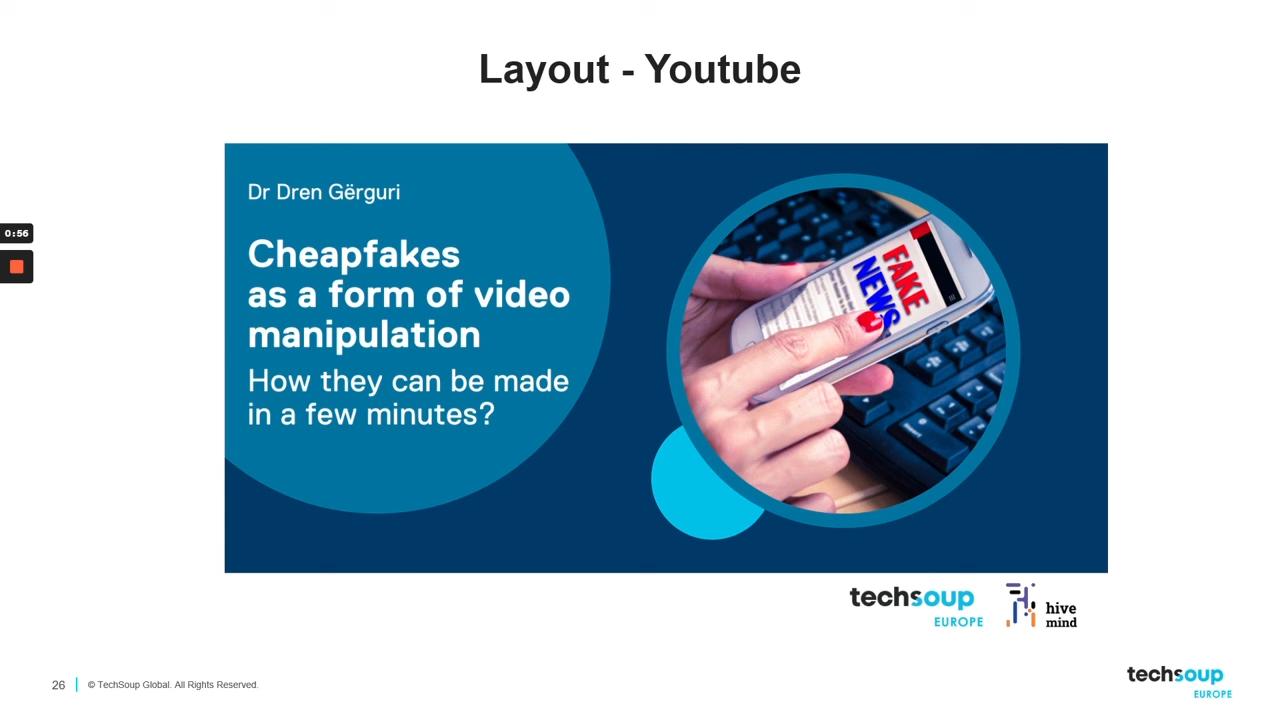 Layout - Youtube
Dr Dren Gërguri
Cheapfakes
as a form of video
manipulation
How they can be made
in a few minutes?
FAKE
NEWS
0:56
techsoup
EUROPE
hive
mind
26
© TechSoup Global. All Rights Reserved.
techsoup
EUROPE